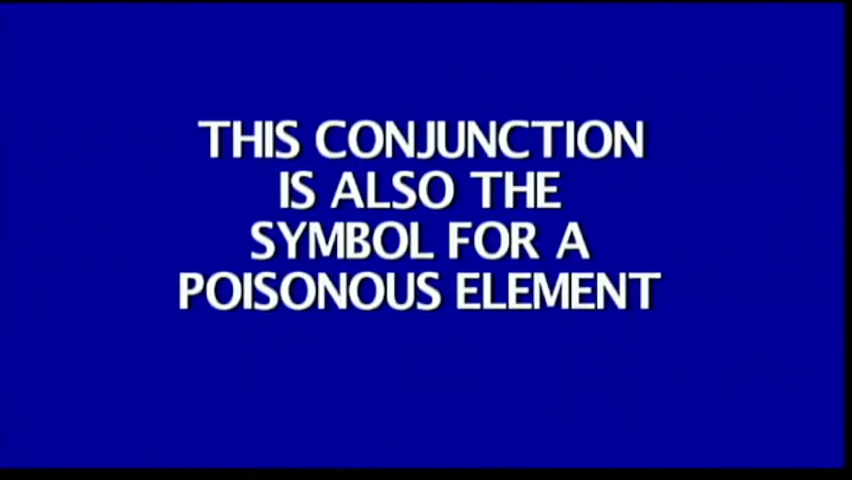 THIS CONJUNCTION
IS ALSO THE
SYMBOL FOR A
POISONOUS ELEMENT